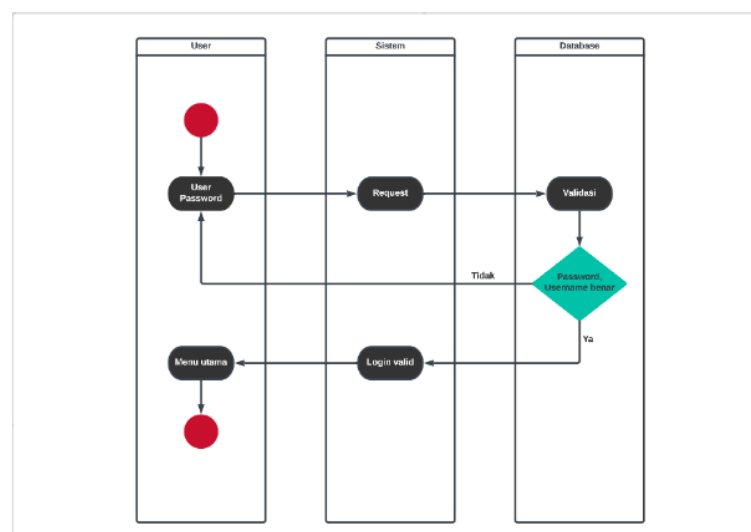 User
Sistem
Database
User
Password
Request
Validasi
Password,
Username benar
Tidak
Ya
Menu utama
Login valid